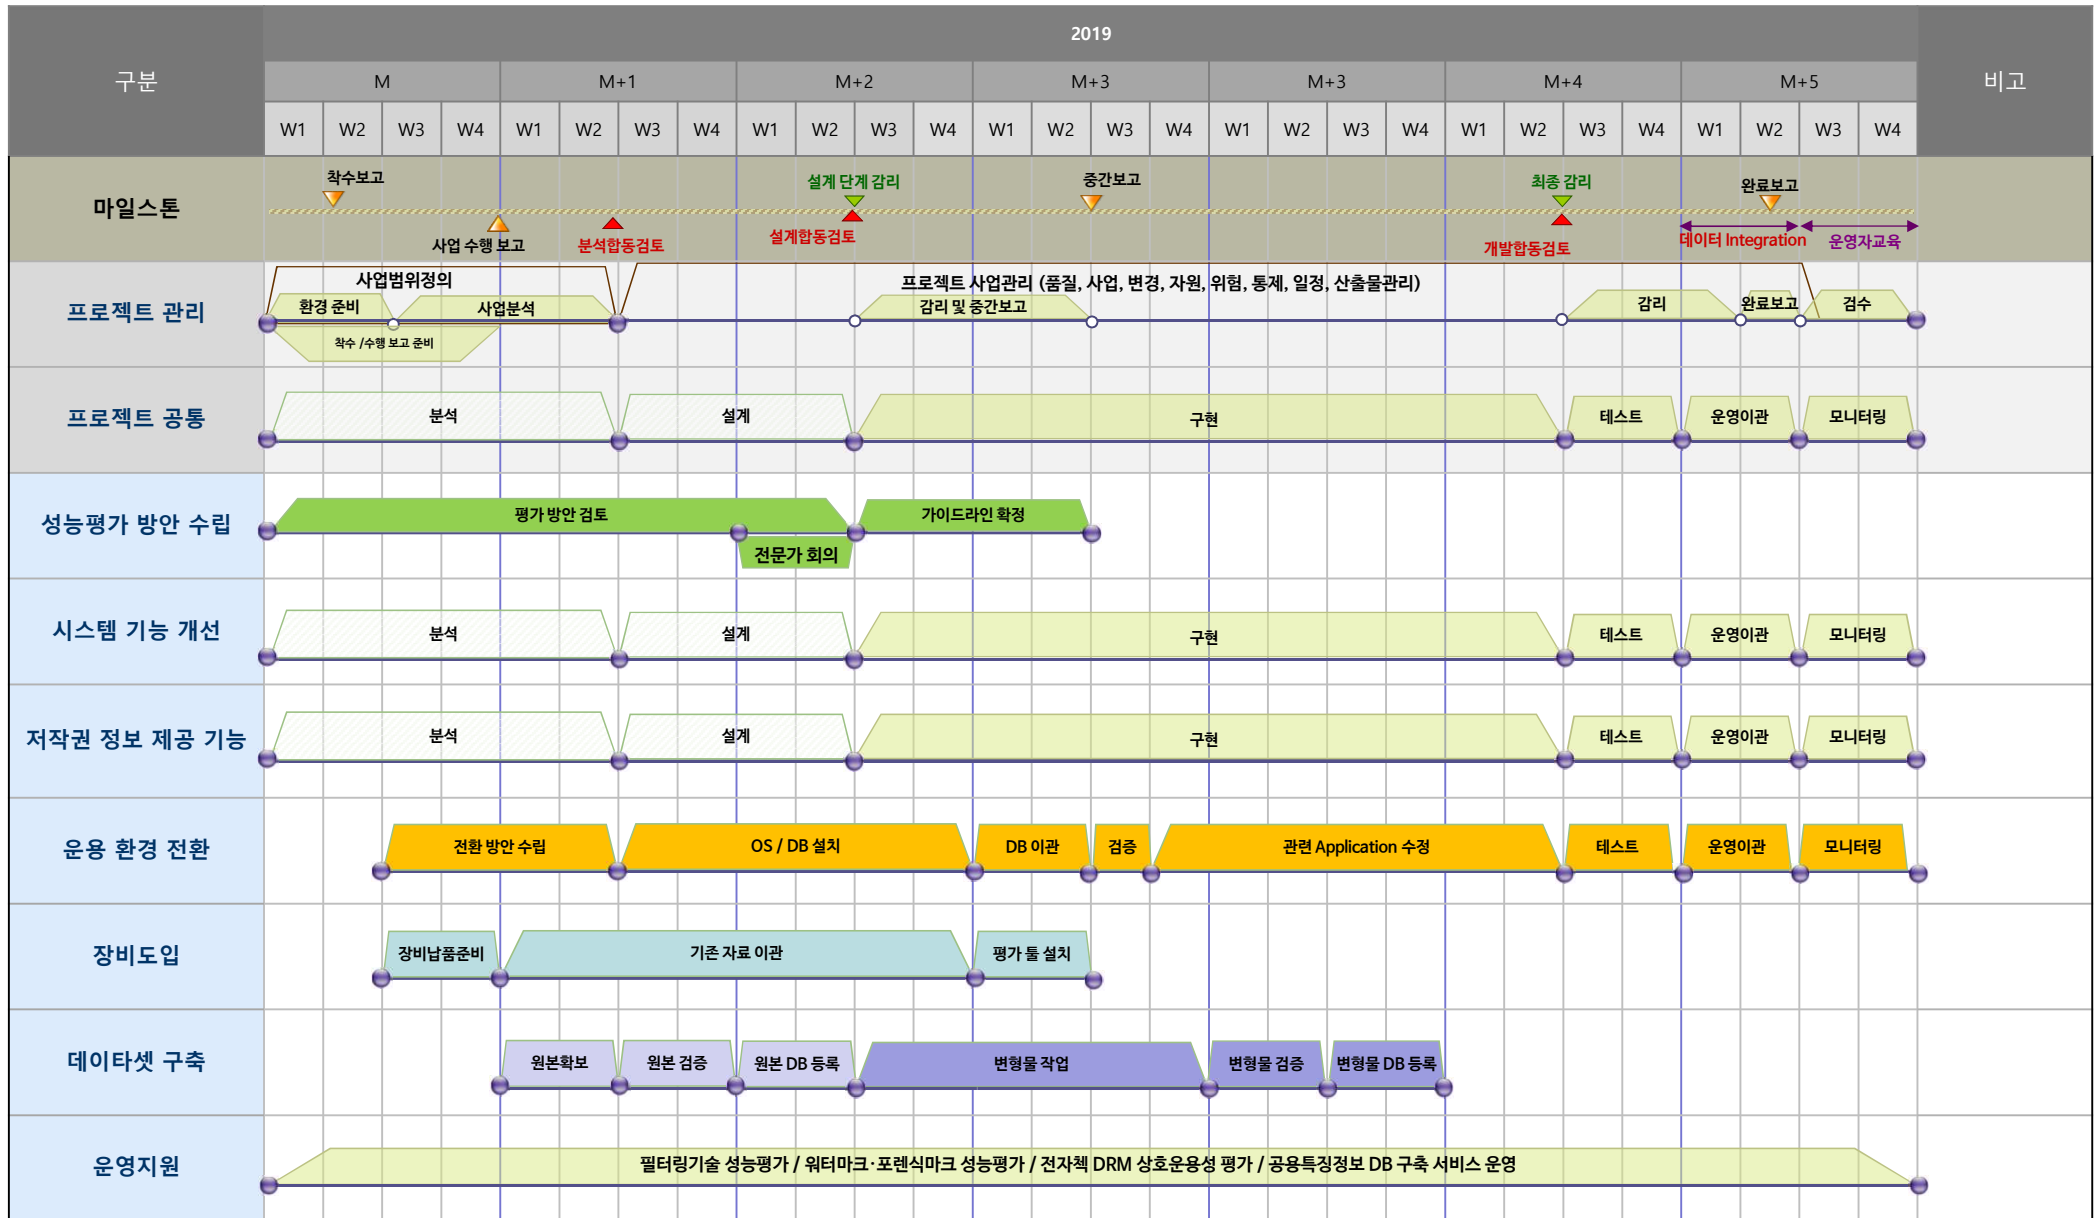 2019
구분
비고
M M+1 M+2 M+3 M+3 M+4 M+5
W1 W2 W3 W4 W1 W2 W3 W4 W1 W2 W3 W4 W1 W2 W3 W4 W1 W2 W3 W4 W1 W2 W3 W4 W1 W2 W3 W4
마일스톤
착수보고 설계 단계 감리 중간보고 최종 감리 완료보고
사업 수행 보고 분석합동검토 설계합동검토 개발합동검토 데이터 Integration 운영자교육
프로젝트 관리
사업범위정의 프로젝트 사업관리 (품질, 사업, 변경, 자원, 위험, 통제, 일정, 산출물관리)
환경 준비 사업분석 감리 및 중간보고 감리 완료보고 검수
착수 /수행 보고 준비
프로젝트 공통
분석 설계 구현 테스트 운영이관 모니터링
성능평가 방안 수립
평가 방안 검토 가이드라인 확정
전문가 회의
시스템 기능 개선
분석 설계 구현 테스트 운영이관 모니터링
저작권 정보 제공 기능
분석 설계 구현 테스트 운영이관 모니터링
운용 환경 전환
전환 방안 수립 OS / DB 설치 DB 이관 검증 관련 Application 수정 테스트 운영이관 모니터링
장비도입
장비납품준비 기존 자료 이관 평가 툴 설치
데이타셋 구축
원본확보 원본 검증 원본 DB 등록 변형물 작업 변형물 검증 변형물 DB 등록
운영지원
필터링기술 성능평가 / 워터마크·포렌식마크 성능평가 / 전자책 DRM 상호운용성 평가 / 공용특징정보 DB 구축 서비스 운영